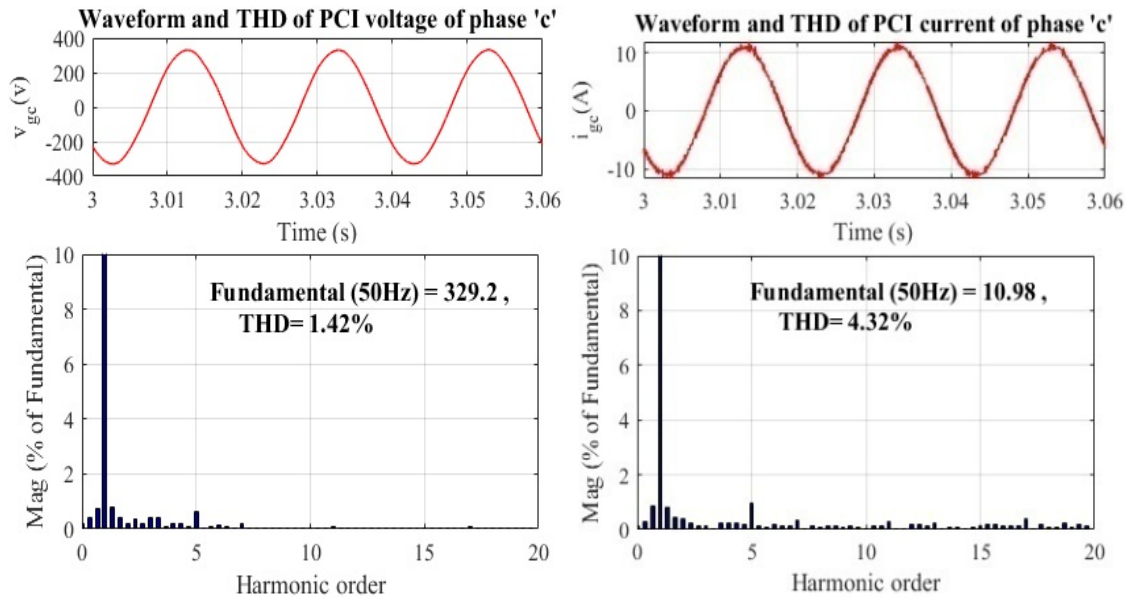 Waveform and THD of PCI voltage of phase 'c'
400
200
0
-200
-400
v_gc(v)
3 3.01 3.02 3.03 3.04 3.05 3.06
Time (s)
Waveform and THD of PCI current of phase 'c'
10
0
-10
i_gc(A)
3 3.01 3.02 3.03 3.04 3.05 3.06
Time (s)
10
8
6
4
2
0
Mag (% of Fundamental)
Fundamental (50Hz) = 329.2 ,
THD= 1.42%
0 5 10 15 20
Harmonic order
10
8
6
4
2
0
Mag (% of Fundamental)
Fundamental (50Hz) = 10.98 ,
THD= 4.32%
0 5 10 15 20
Harmonic order